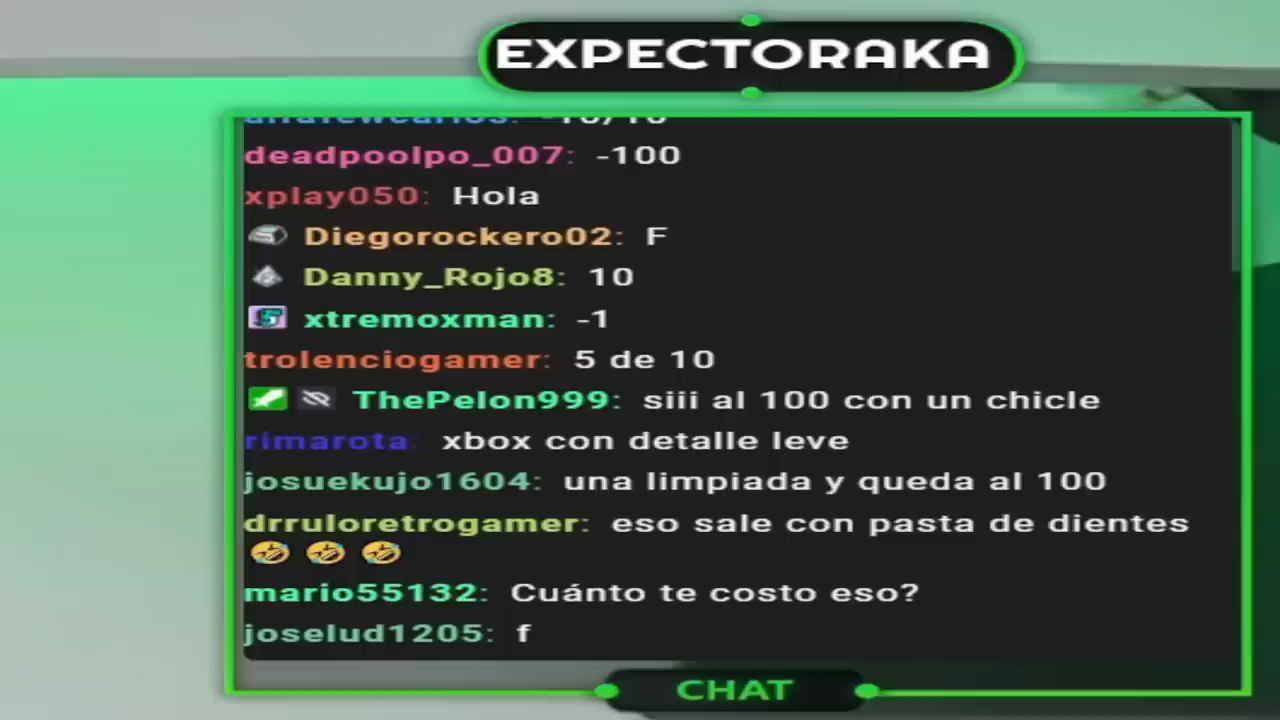 EXPECTORAKA
deadpoolpo_007: -100
xplay050: Hola
Diegorockero02: F
Danny_Rojo8: 10
xtremoxman: -1
trolenciogamer: 5 de 10
ThePelon999: siii al 100 con un chicle
rimarota: xbox con detalle leve
josuekujo1604: una limpiada y queda al 100
drruloretrogamer: eso sale con pasta de dientes
🤣 🤣 🤣
mario55132: Cuánto te costo eso?
joselud1205: f
CHAT